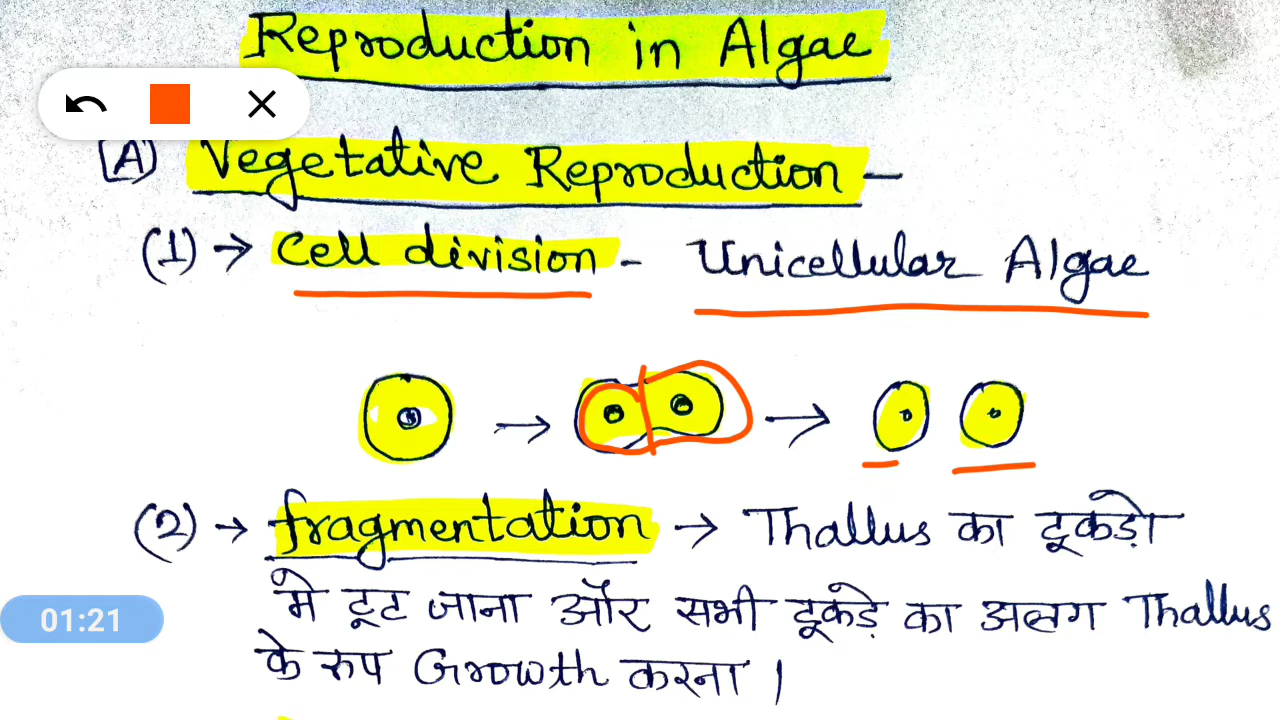 Reproduction in Algae
[A] Vegetative Reproduction -
(1) → Cell division - Unicellular Algae
(2) → fragmentation → Thallus का टूकड़ो
मे टूट जाना और सभी टूकड़े का अलग Thallus
के रुप Growth करना ।
01:21